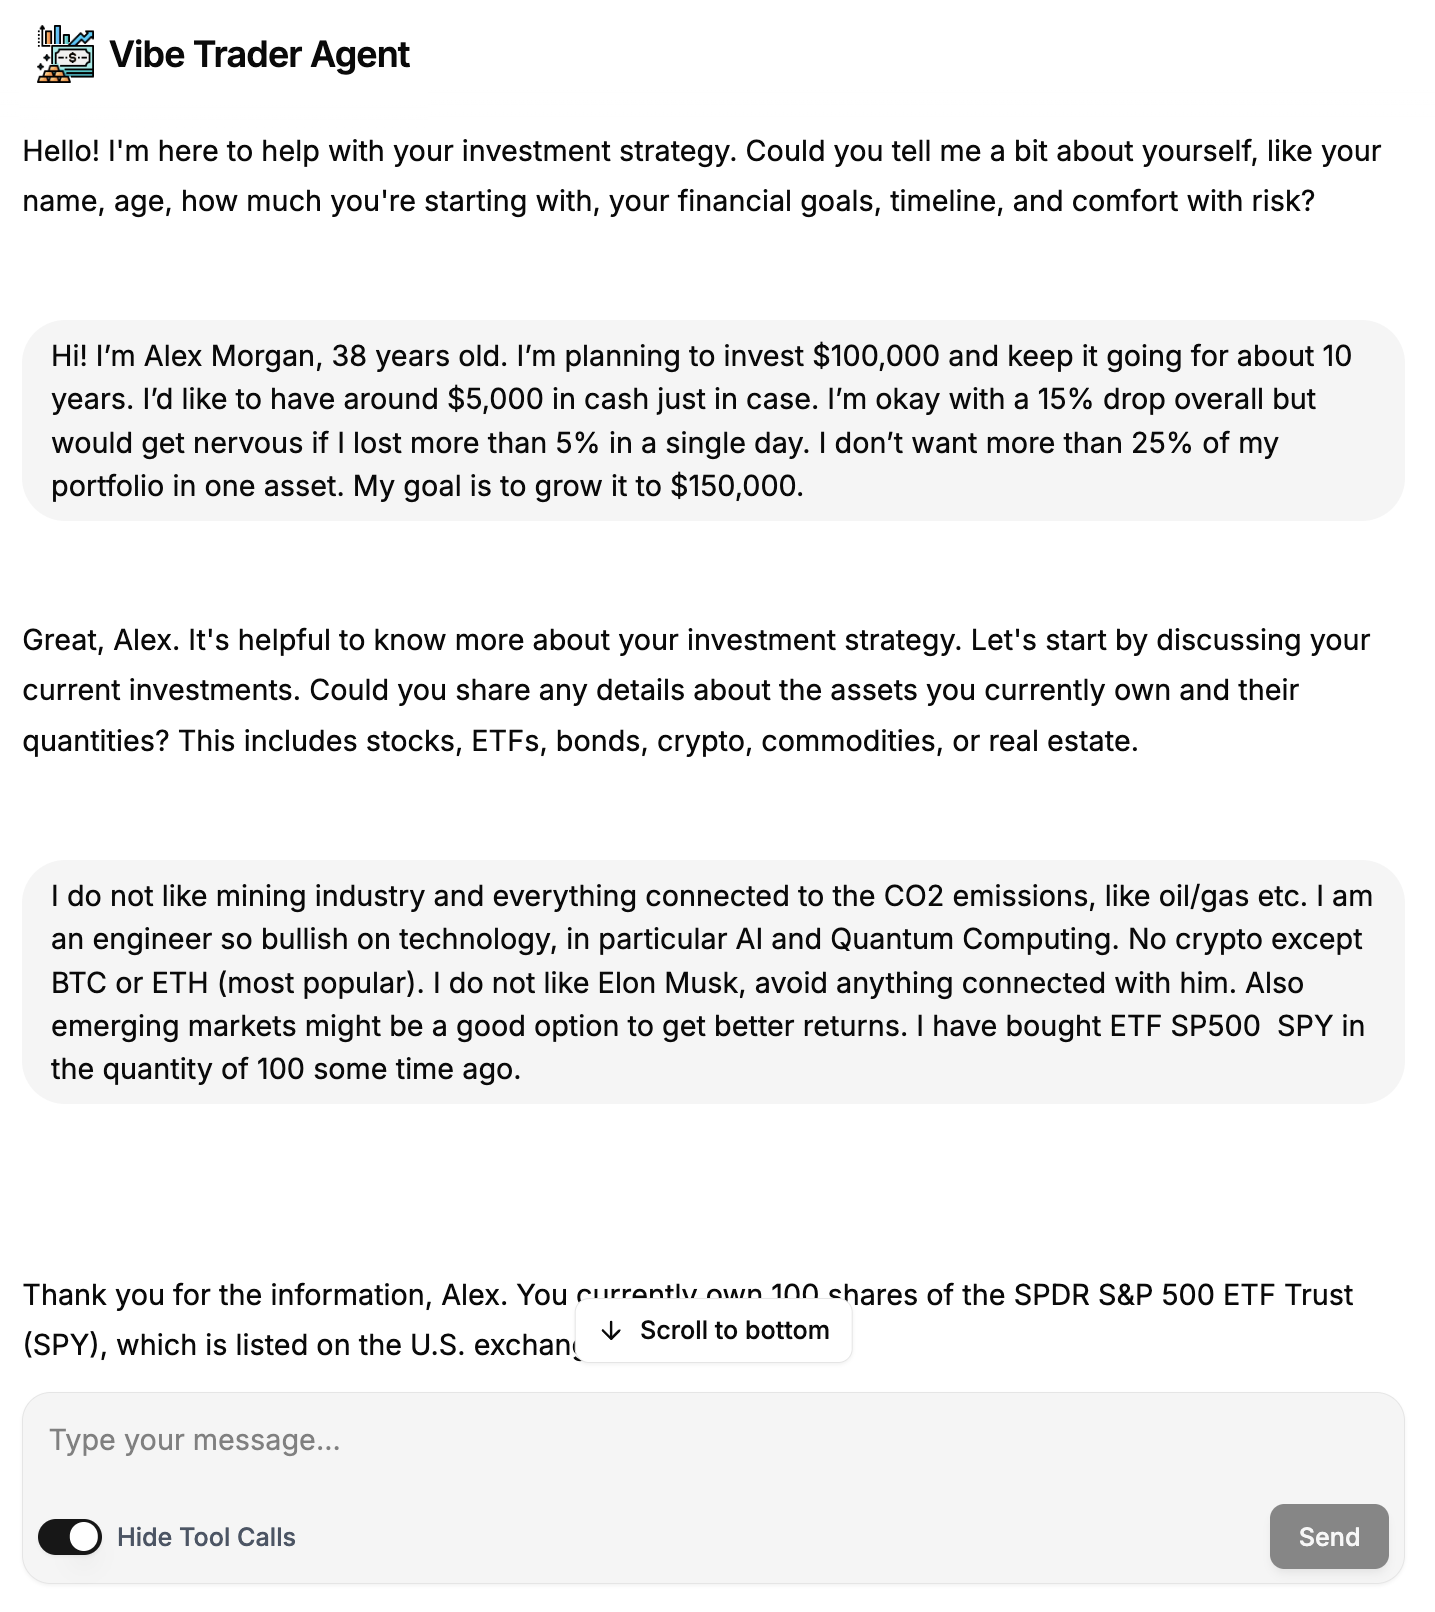 Vibe Trader Agent
Hello! I'm here to help with your investment strategy. Could you tell me a bit about yourself, like your
name, age, how much you're starting with, your financial goals, timeline, and comfort with risk?
Hi! I’m Alex Morgan, 38 years old. I’m planning to invest $100,000 and keep it going for about 10
years. I’d like to have around $5,000 in cash just in case. I’m okay with a 15% drop overall but
would get nervous if I lost more than 5% in a single day. I don’t want more than 25% of my
portfolio in one asset. My goal is to grow it to $150,000.
Great, Alex. It's helpful to know more about your investment strategy. Let's start by discussing your
current investments. Could you share any details about the assets you currently own and their
quantities? This includes stocks, ETFs, bonds, crypto, commodities, or real estate.
I do not like mining industry and everything connected to the CO2 emissions, like oil/gas etc. I am
an engineer so bullish on technology, in particular AI and Quantum Computing. No crypto except
BTC or ETH (most popular). I do not like Elon Musk, avoid anything connected with him. Also
emerging markets might be a good option to get better returns. I have bought ETF SP500  SPY in
the quantity of 100 some time ago.
Thank you for the information, Alex. You currently own 100 shares of the SPDR S&P 500 ETF Trust
(SPY), which is listed on the U.S.
Scroll to bottom
Type your message...
Hide Tool Calls
Send